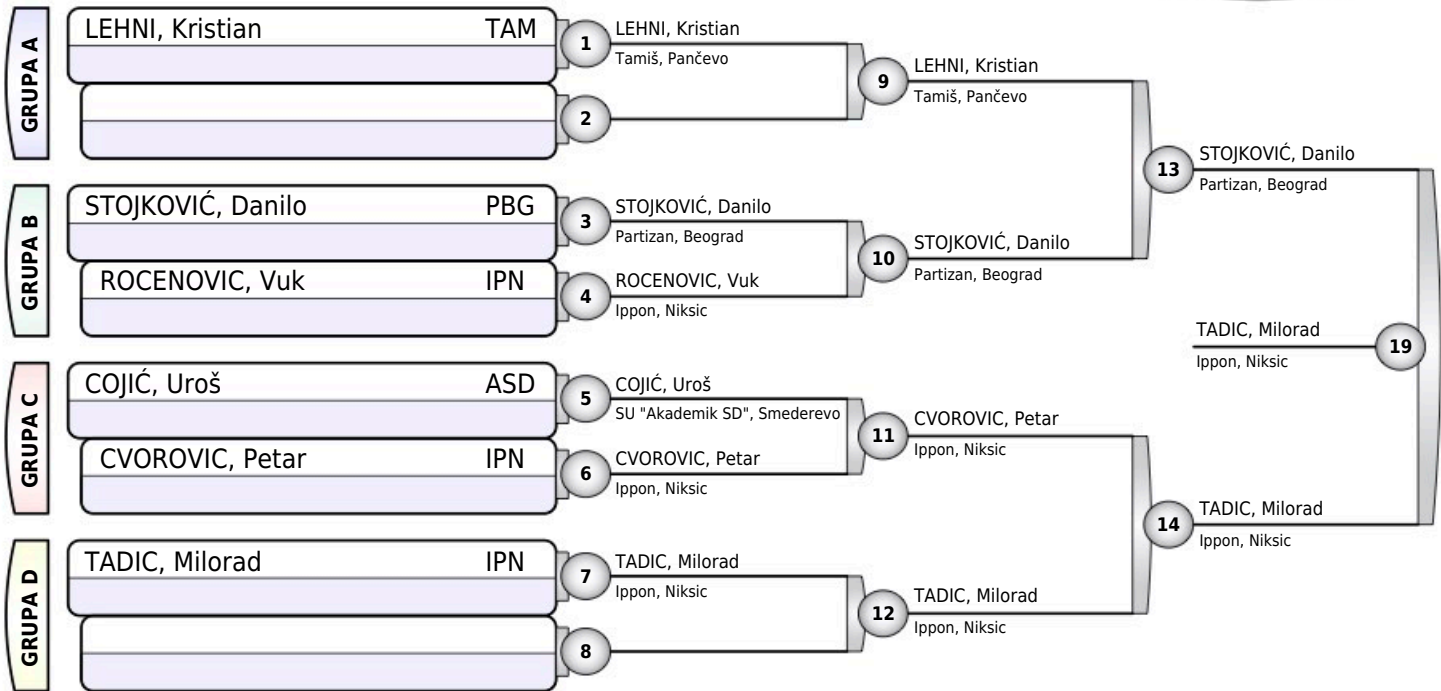 GRUPA A
LEHNI, Kristian TAM
1
LEHNI, Kristian
Tamiš, Pančevo
2
9
LEHNI, Kristian
Tamiš, Pančevo
GRUPA B
STOJKOVIĆ, Danilo PBG
3
STOJKOVIĆ, Danilo
Partizan, Beograd
ROCENOVIC, Vuk IPN
4
ROCENOVIC, Vuk
Ippon, Niksic
10
STOJKOVIĆ, Danilo
Partizan, Beograd
13
STOJKOVIĆ, Danilo
Partizan, Beograd
GRUPA C
COJIĆ, Uroš ASD
5
COJIĆ, Uroš
SU "Akademik SD", Smederevo
CVOROVIC, Petar IPN
6
CVOROVIC, Petar
Ippon, Niksic
11
CVOROVIC, Petar
Ippon, Niksic
GRUPA D
TADIC, Milorad IPN
7
TADIC, Milorad
Ippon, Niksic
8
12
TADIC, Milorad
Ippon, Niksic
14
TADIC, Milorad
Ippon, Niksic
TADIC, Milorad
Ippon, Niksic
19